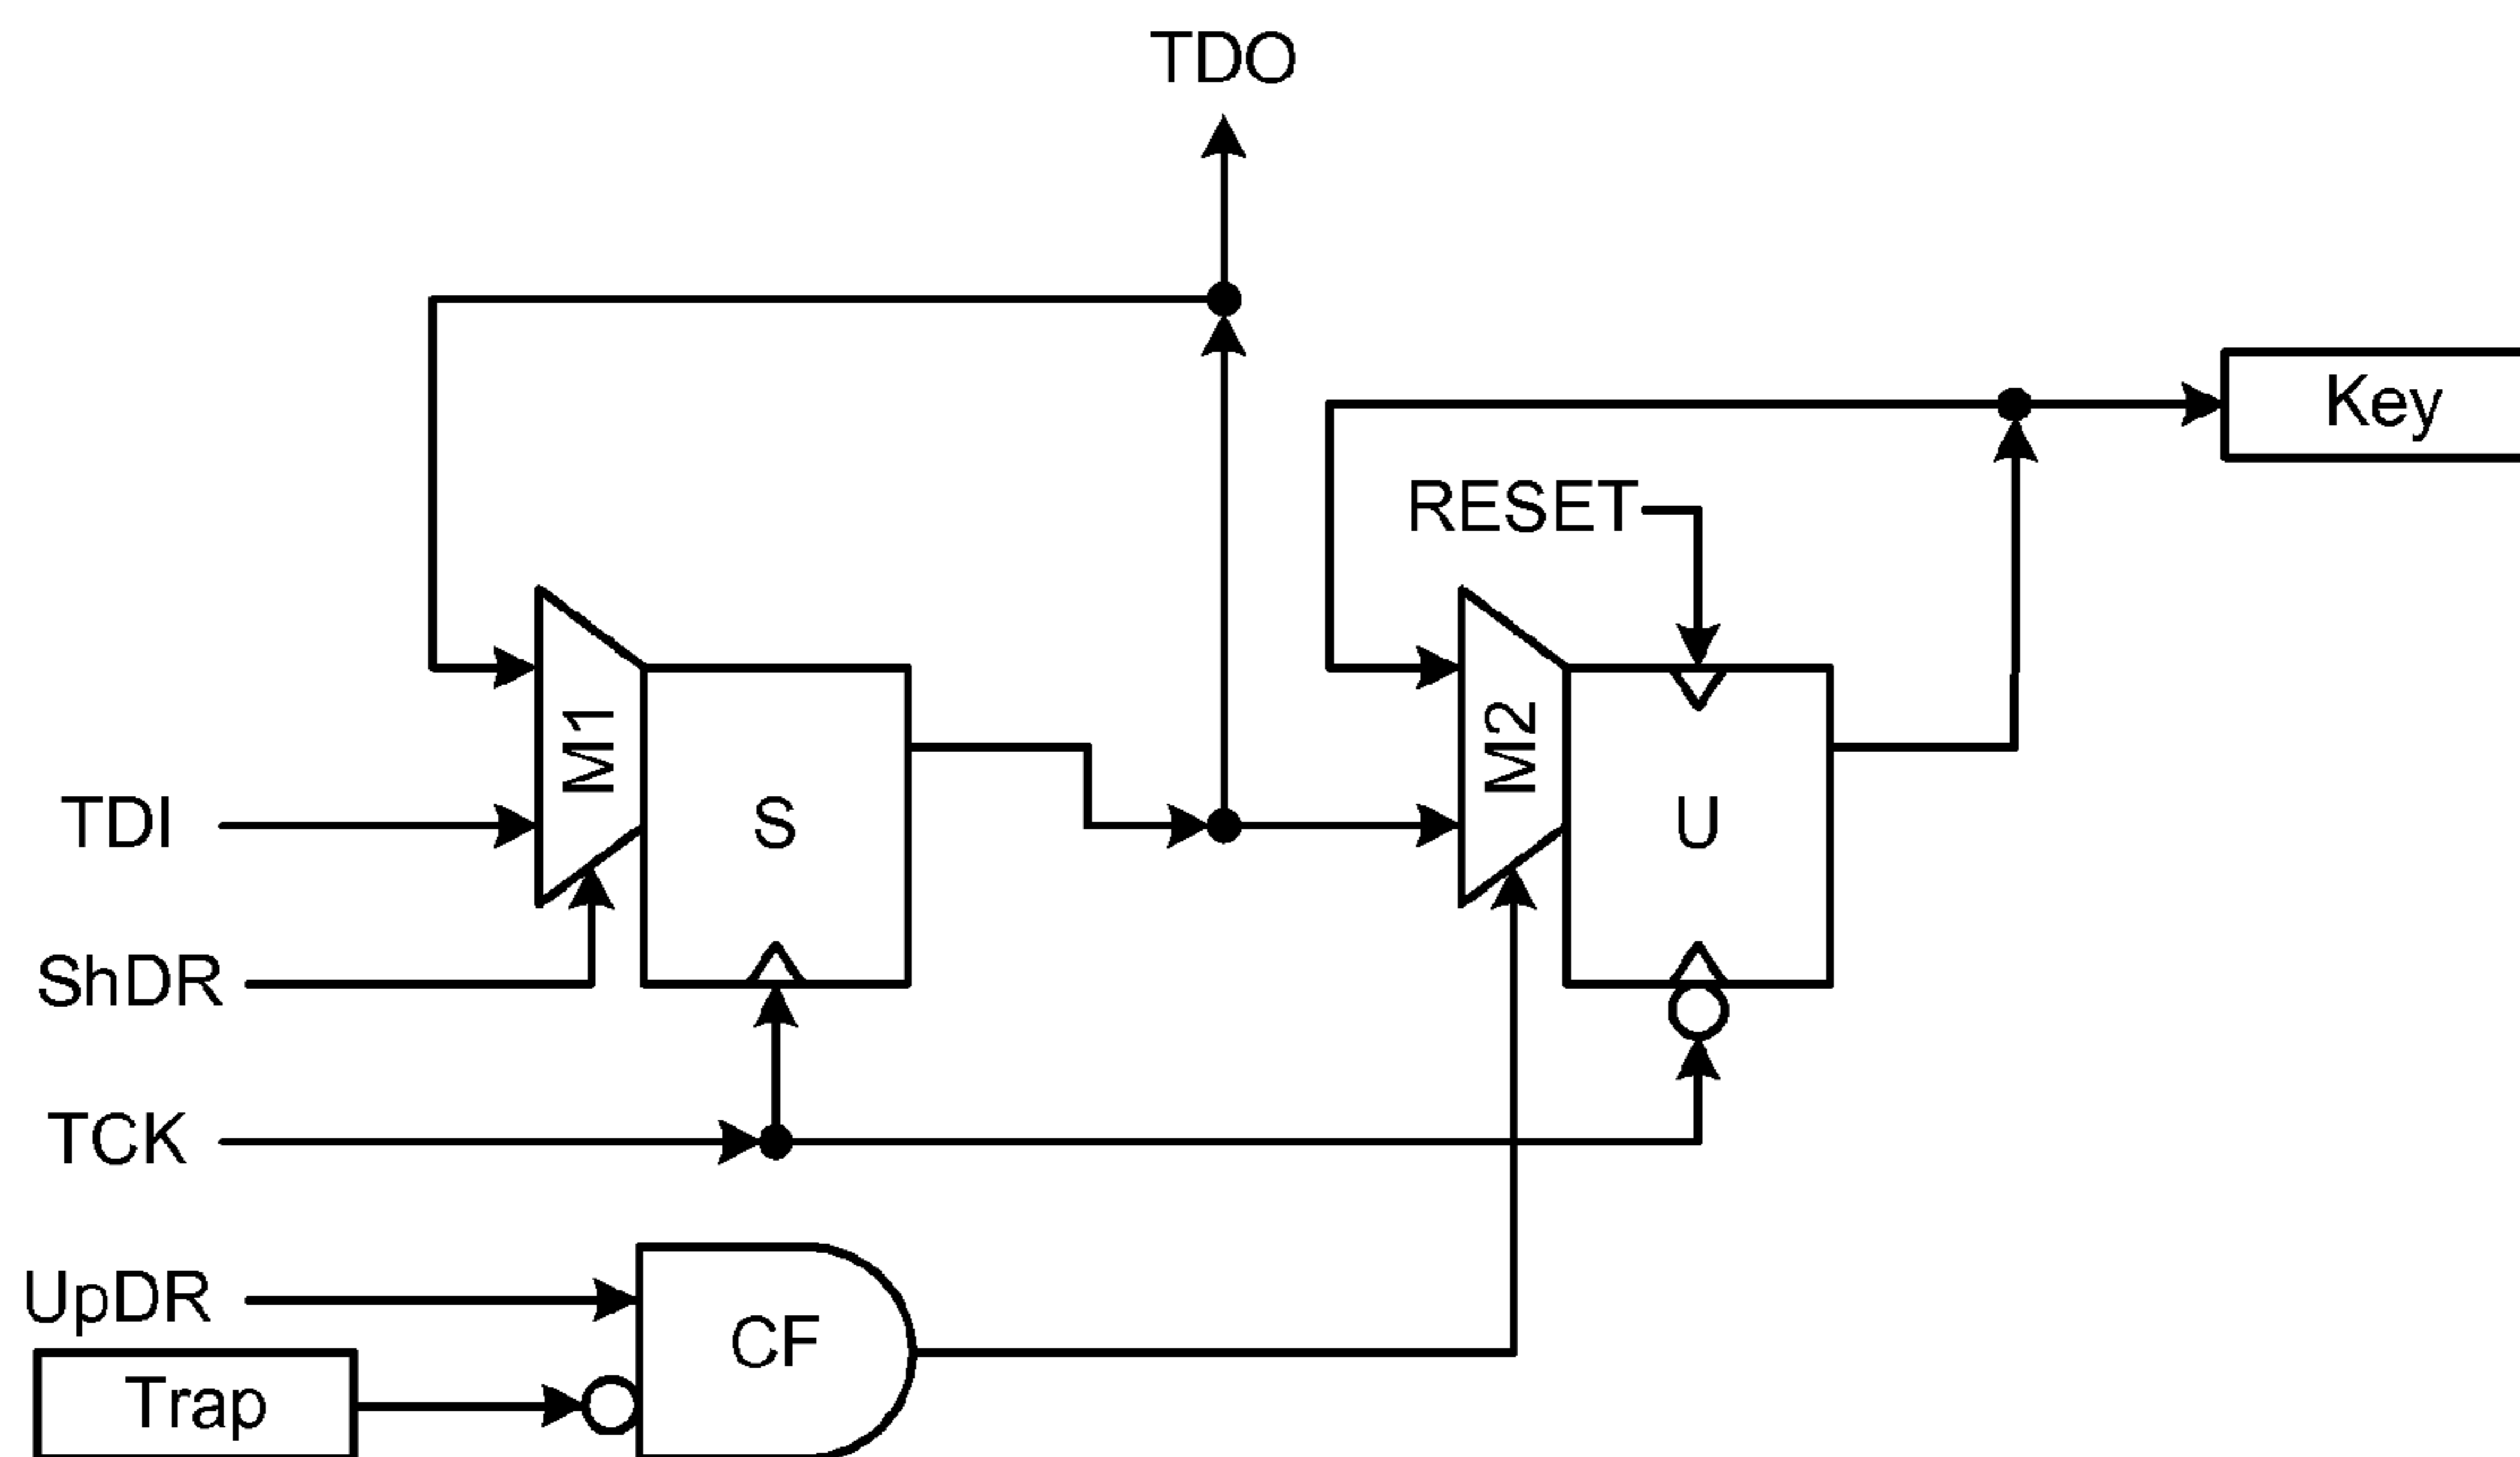 TDO
Key
RESET
M1
M2
TDI
S
U
ShDR
TCK
UpDR
CF
Trap